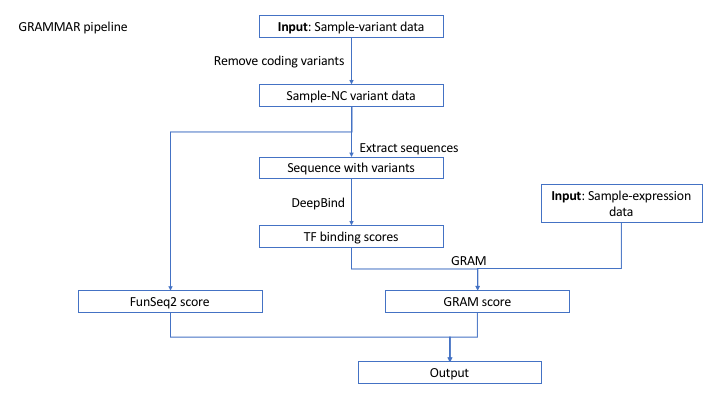 GRAMMAR pipeline
Input: Sample-variant data
Remove coding variants
Sample-NC variant data
Extract sequences
Sequence with variants
DeepBind
Input: Sample-expression
data
TF binding scores
GRAM
FunSeq2 score
GRAM score
Output